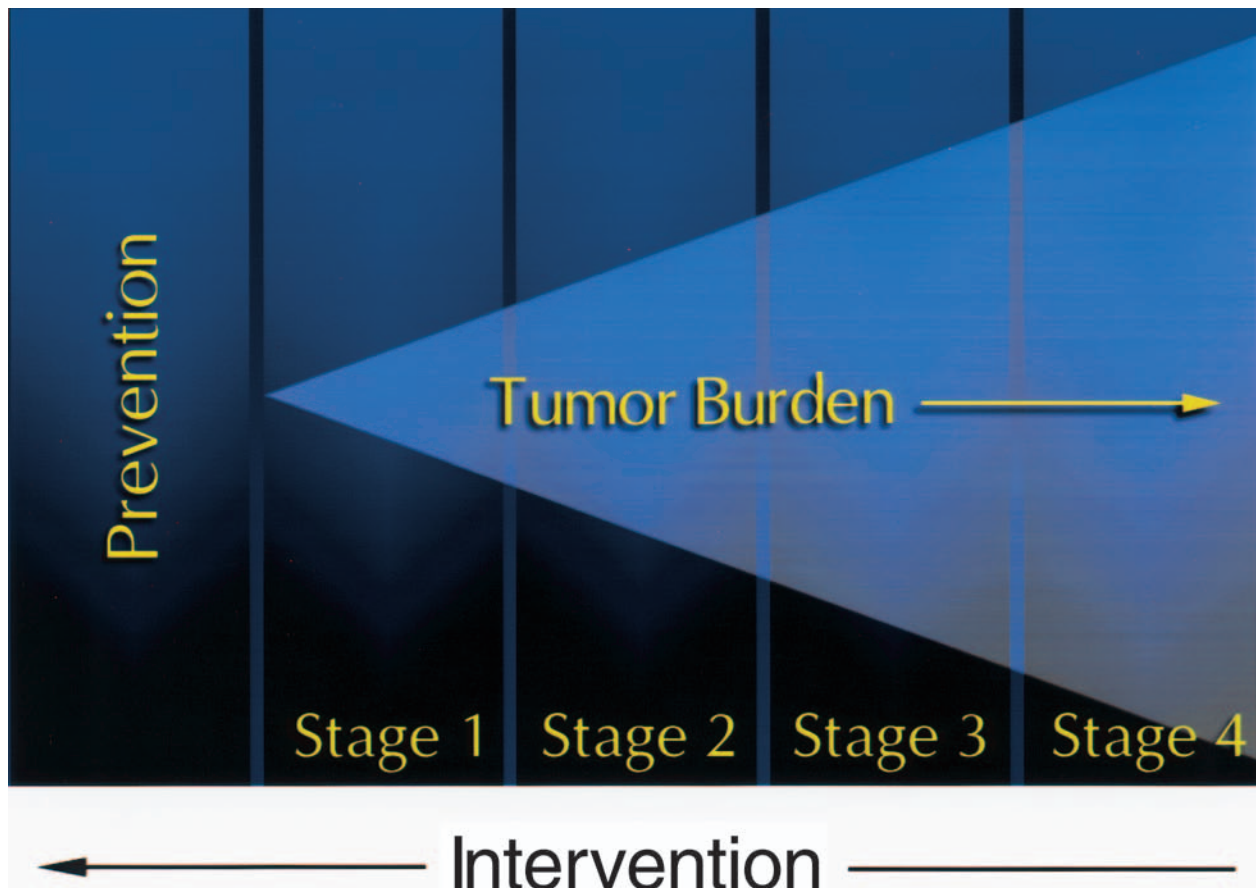 Prevention
Tumor Burden
Stage 1
Stage 2
Stage 3
Stage 4
Intervention